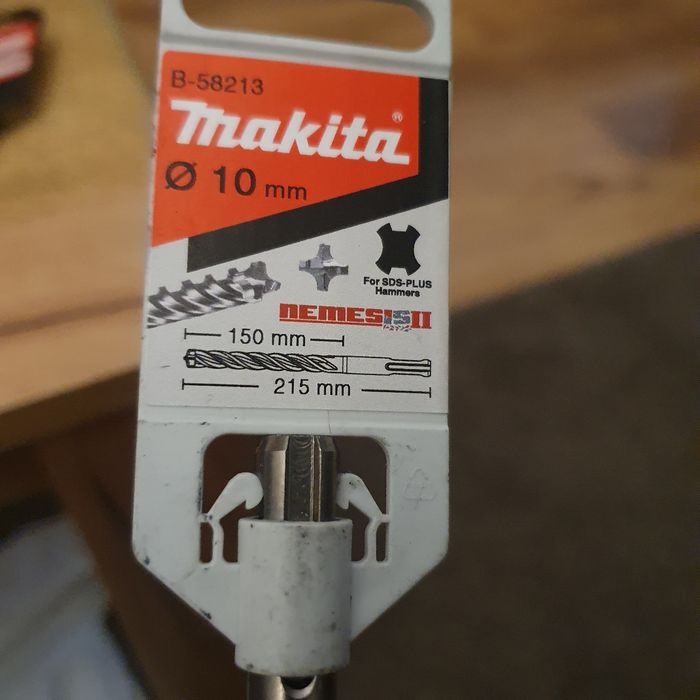 B-58213
makita®
Ø 10 mm
For SDS-PLUS
Hammers
NEMESIS II
150 mm
215 mm